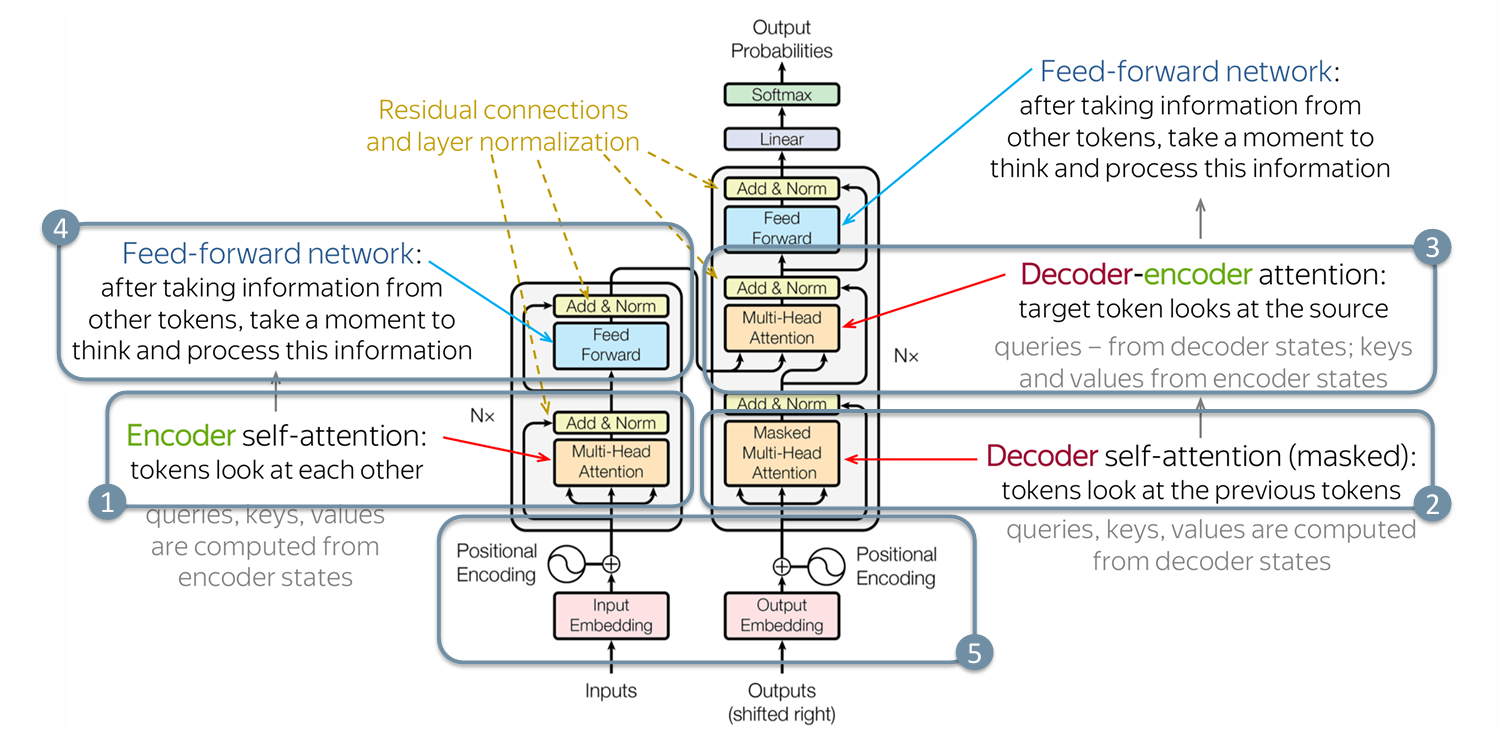 Output
Probabilities
Softmax
Linear
Add & Norm
Feed
Forward
Add & Norm
Multi-Head
Attention
Nx
Add & Norm
Masked
Multi-Head
Attention
Positional
Encoding
Output
Embedding
Outputs
(shifted right)
Residual connections
and layer normalization
4
Feed-forward network:
after taking information from
other tokens, take a moment to
think and process this information
Add & Norm
Feed
Forward
Nx
Add & Norm
Multi-Head
Attention
Encoder self-attention:
tokens look at each other
1
queries, keys, values
are computed from
encoder states
Positional
Encoding
Input
Embedding
Inputs
5
Feed-forward network:
after taking information from
other tokens, take a moment to
think and process this information
3
Decoder-encoder attention:
target token looks at the source
queries – from decoder states; keys
and values from encoder states
Decoder self-attention (masked):
tokens look at the previous tokens
2
queries, keys, values are computed
from decoder states